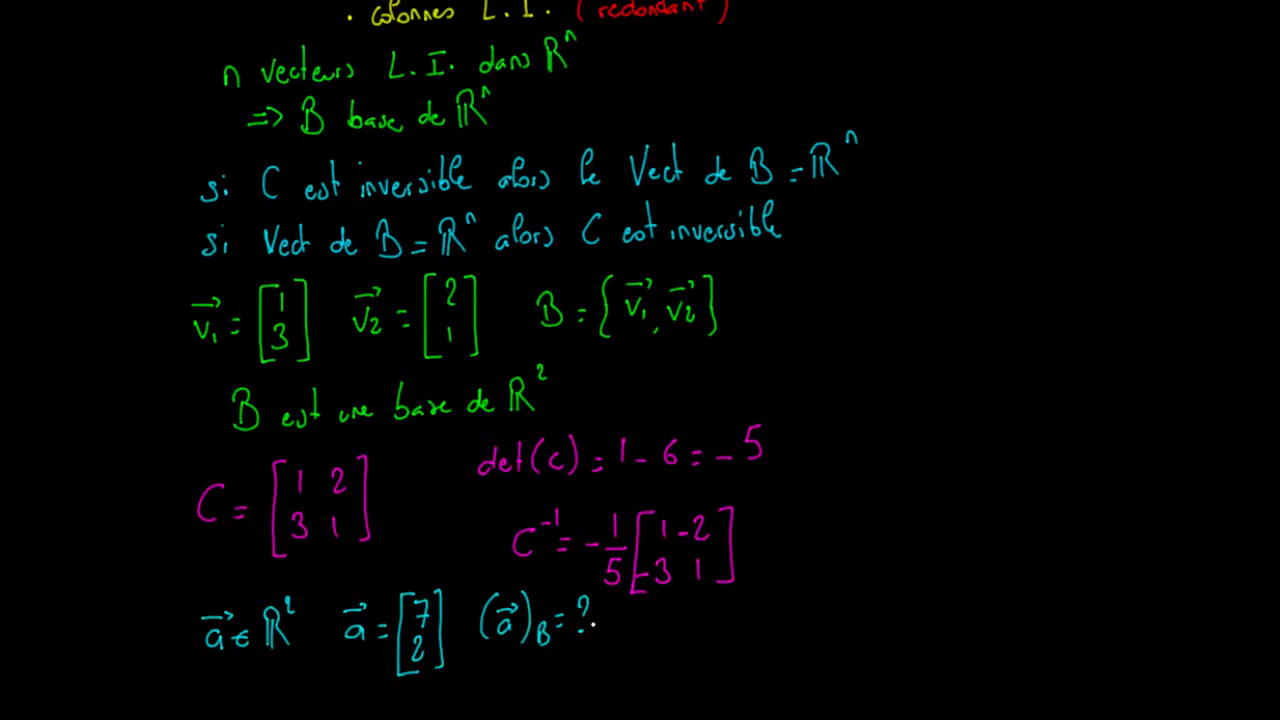 • colonnes L.I. (redondant)
n vecteurs L.I. dans ℝⁿ
=> B base de ℝⁿ
si C est inversible alors le Vect de B = ℝⁿ
si Vect de B = ℝⁿ alors C est inversible
v₁⃗ = [1 3] v₂⃗ = [2 1] B = {v₁⃗, v₂⃗}
B est une base de ℝ²
C = [1 2; 3 1] det(c) = 1 - 6 = -5
C⁻¹ = -1/5 [1 -2; -3 1]
a⃗ ∈ ℝ² a⃗ = [7 2] (a⃗)B = ?